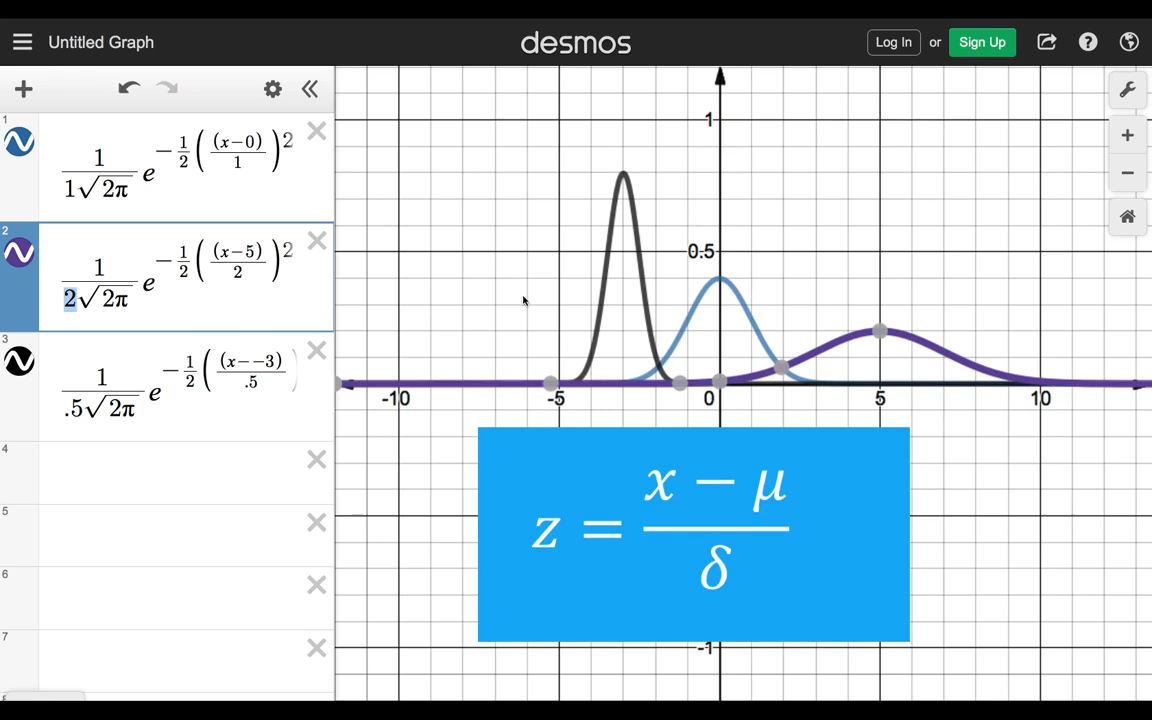 Untitled Graph
desmos
Log In or Sign Up
1
1/(1√2π) e^(−1/2((x−0)/1)2)
2
1/(2√2π) e^(−1/2((x−5)/2)2)
3
1/(.5√2π) e^(−1/2((x−−3)/.5))
4
5
6
7
1
0.5
-10 -5 0 5 10
-1
z = (x − μ)/δ